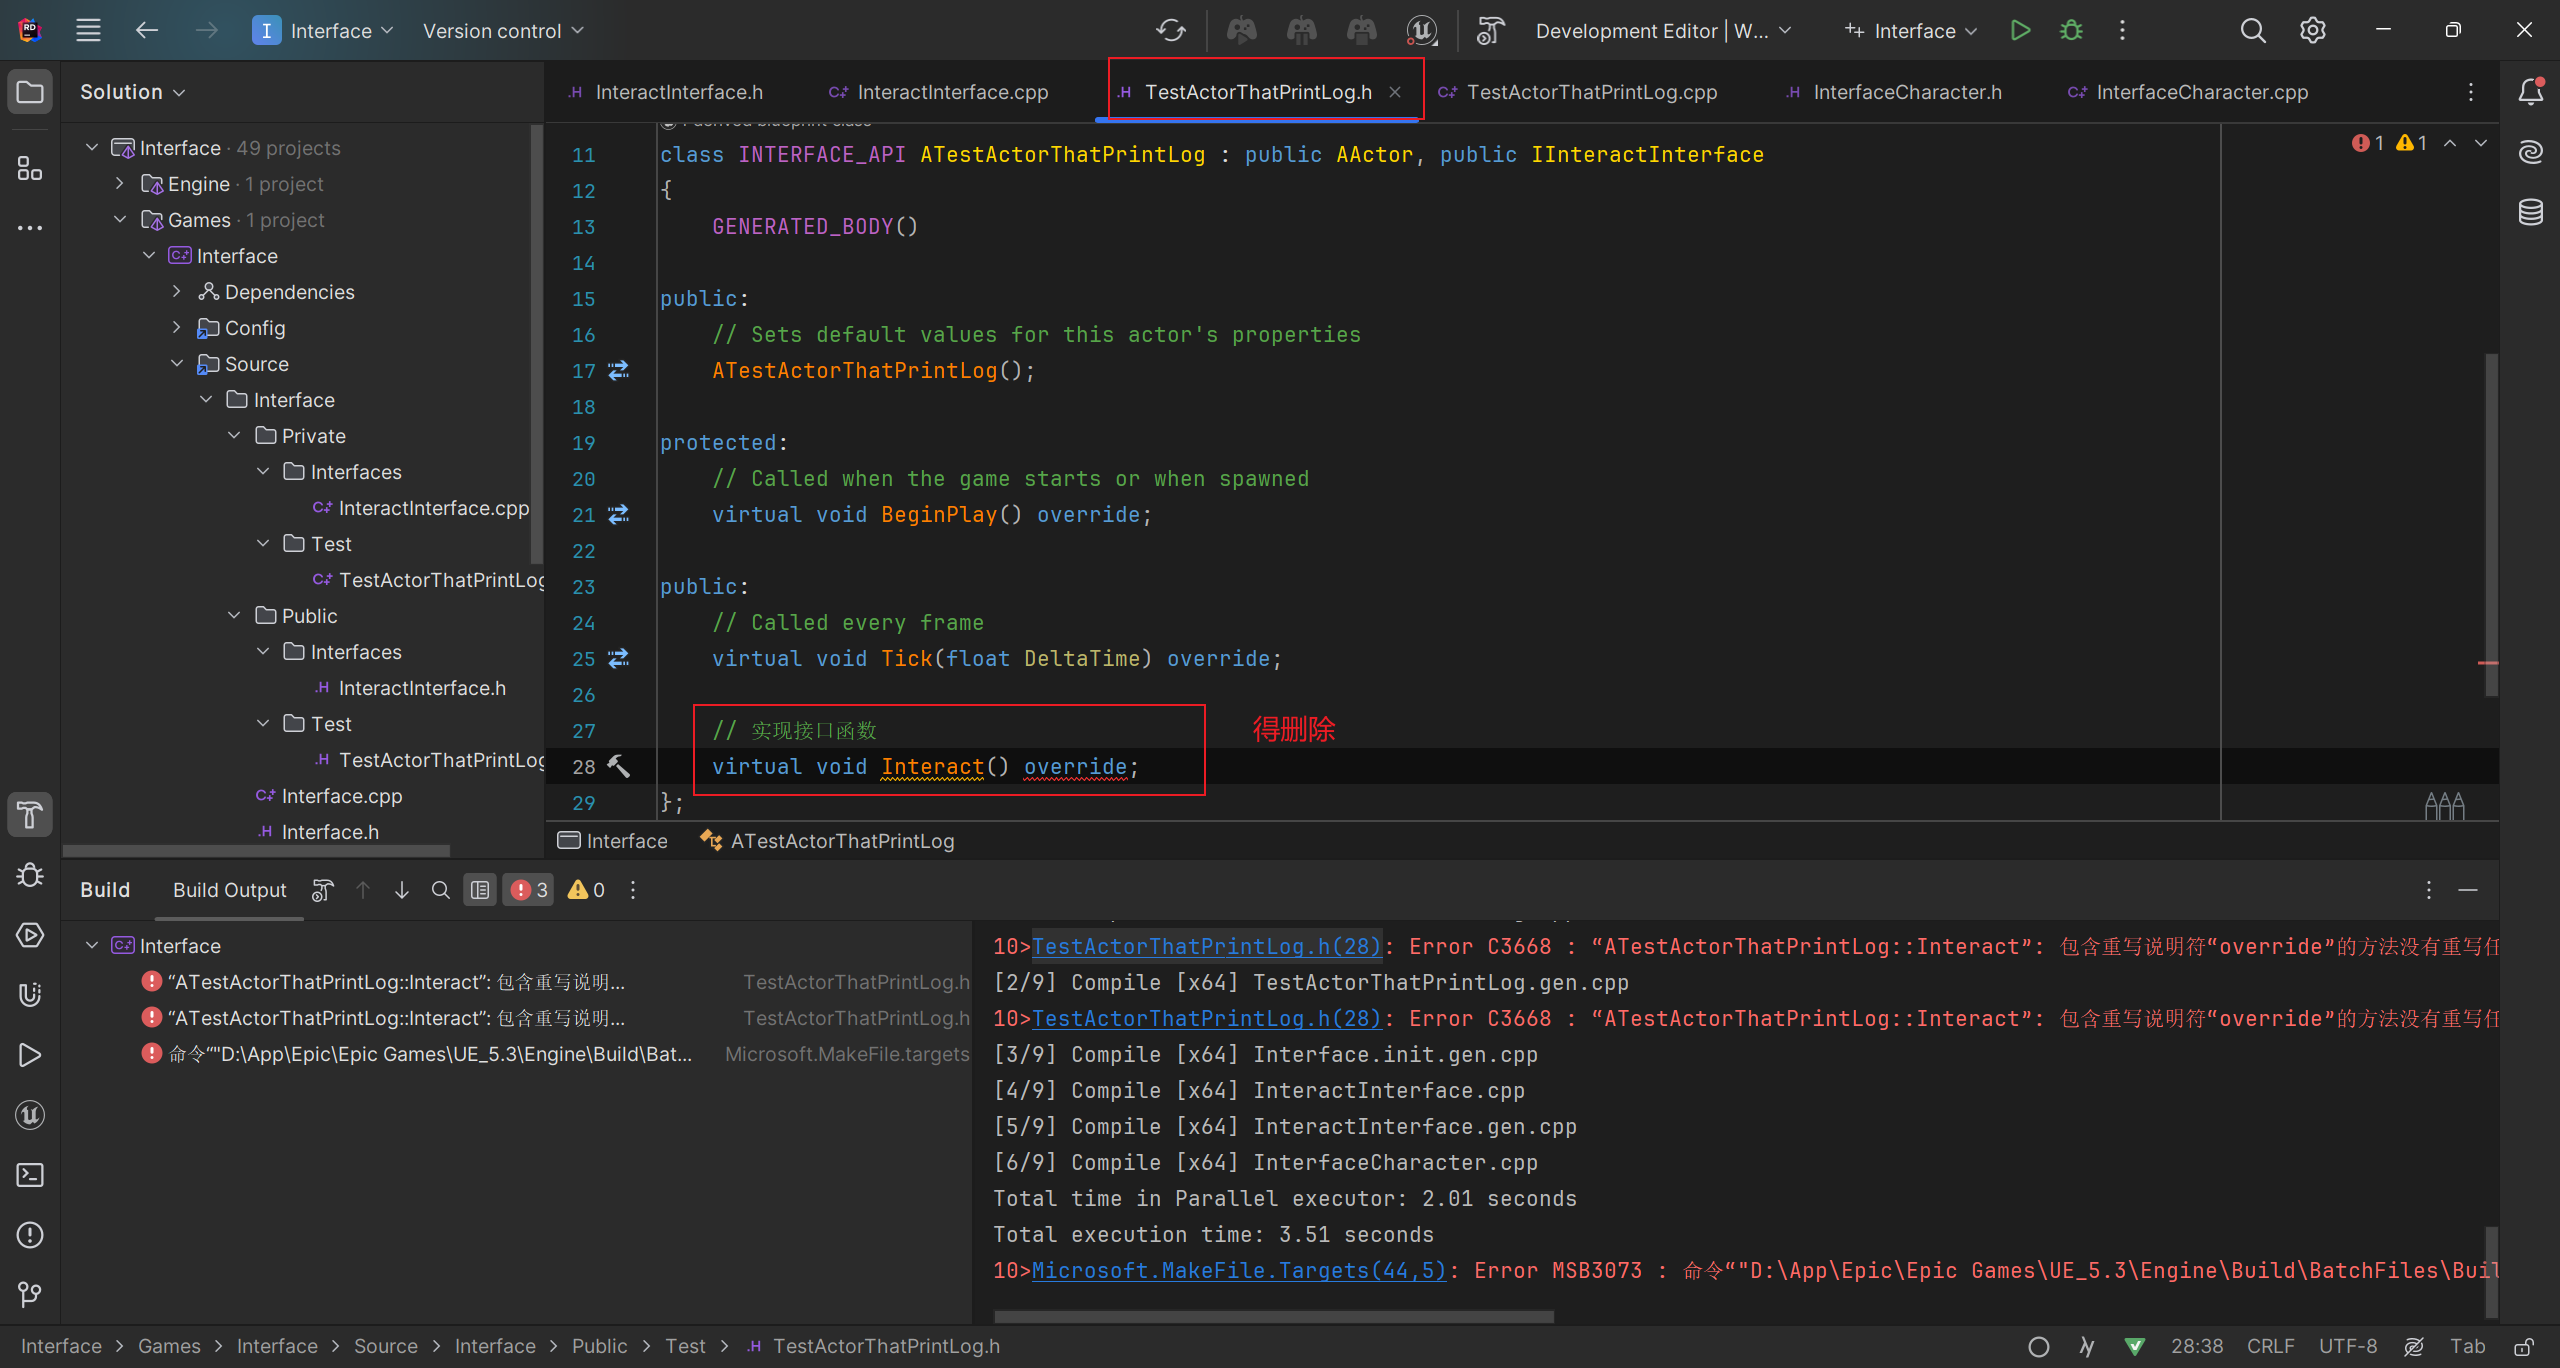 Interface
Version control
Development Editor | W...
Interface
Solution
InteractInterface.h
InteractInterface.cpp
TestActorThatPrintLog.h
TestActorThatPrintLog.cpp
InterfaceCharacter.h
InterfaceCharacter.cpp
Interface · 49 projects
Engine · 1 project
Games · 1 project
Interface
Dependencies
Config
Source
Interface
Private
Interfaces
InteractInterface.cpp
Test
TestActorThatPrintLog
Public
Interfaces
InteractInterface.h
Test
TestActorThatPrintLog
Interface.cpp
Interface.h
1 derived blueprint class
1 1
11 class INTERFACE_API ATestActorThatPrintLog : public AActor, public IInteractInterface
12 {
13 GENERATED_BODY()
14
15 public:
16 // Sets default values for this actor's properties
17 ATestActorThatPrintLog();
18
19 protected:
20 // Called when the game starts or when spawned
21 virtual void BeginPlay() override;
22
23 public:
24 // Called every frame
25 virtual void Tick(float DeltaTime) override;
26
27 // 实现接口函数
得删除
28 virtual void Interact() override;
29 };
Interface ATestActorThatPrintLog
Build Build Output 3 0
Interface
“ATestActorThatPrintLog::Interact”: 包含重写说明... TestActorThatPrintLog.h
“ATestActorThatPrintLog::Interact”: 包含重写说明... TestActorThatPrintLog.h
命令“"D:\App\Epic\Epic Games\UE_5.3\Engine\Build\Bat... Microsoft.MakeFile.targets
10>TestActorThatPrintLog.h(28): Error C3668 : “ATestActorThatPrintLog::Interact”: 包含重写说明符“override”的方法没有重写任
[2/9] Compile [x64] TestActorThatPrintLog.gen.cpp
10>TestActorThatPrintLog.h(28): Error C3668 : “ATestActorThatPrintLog::Interact”: 包含重写说明符“override”的方法没有重写任
[3/9] Compile [x64] Interface.init.gen.cpp
[4/9] Compile [x64] InteractInterface.cpp
[5/9] Compile [x64] InteractInterface.gen.cpp
[6/9] Compile [x64] InterfaceCharacter.cpp
Total time in Parallel executor: 2.01 seconds
Total execution time: 3.51 seconds
10>Microsoft.MakeFile.Targets(44,5): Error MSB3073 : 命令“"D:\App\Epic\Epic Games\UE_5.3\Engine\Build\BatchFiles\Buil
Interface > Games > Interface > Source > Interface > Public > Test > TestActorThatPrintLog.h
28:38 CRLF UTF-8 Tab